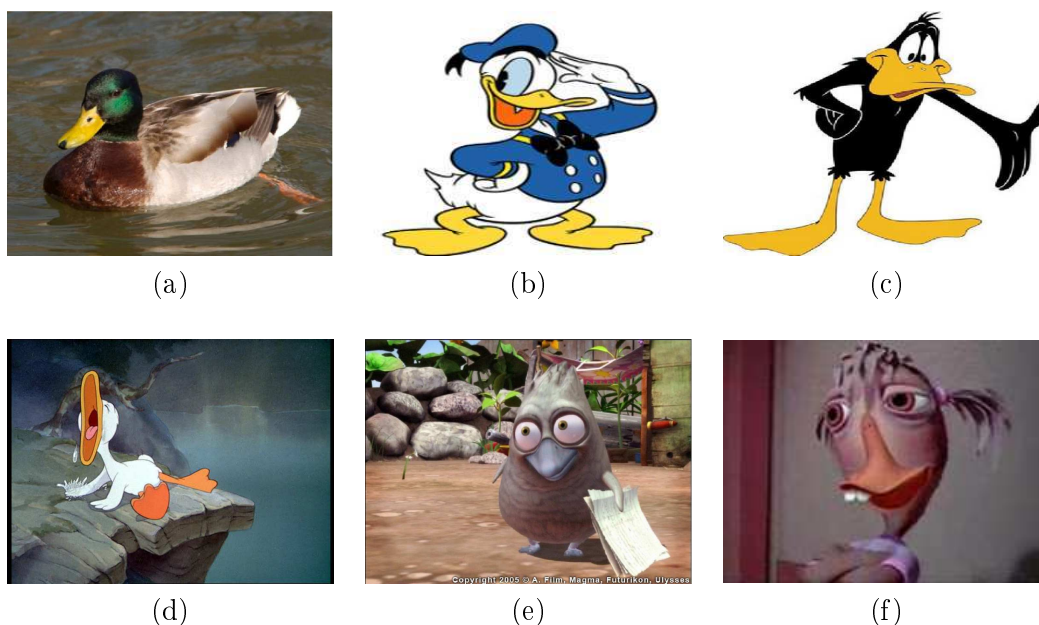 (a)
(b)
(c)
Copyright 2005 © A. Film, Magma, Futurikon, Ulysses
(d)
(e)
(f)